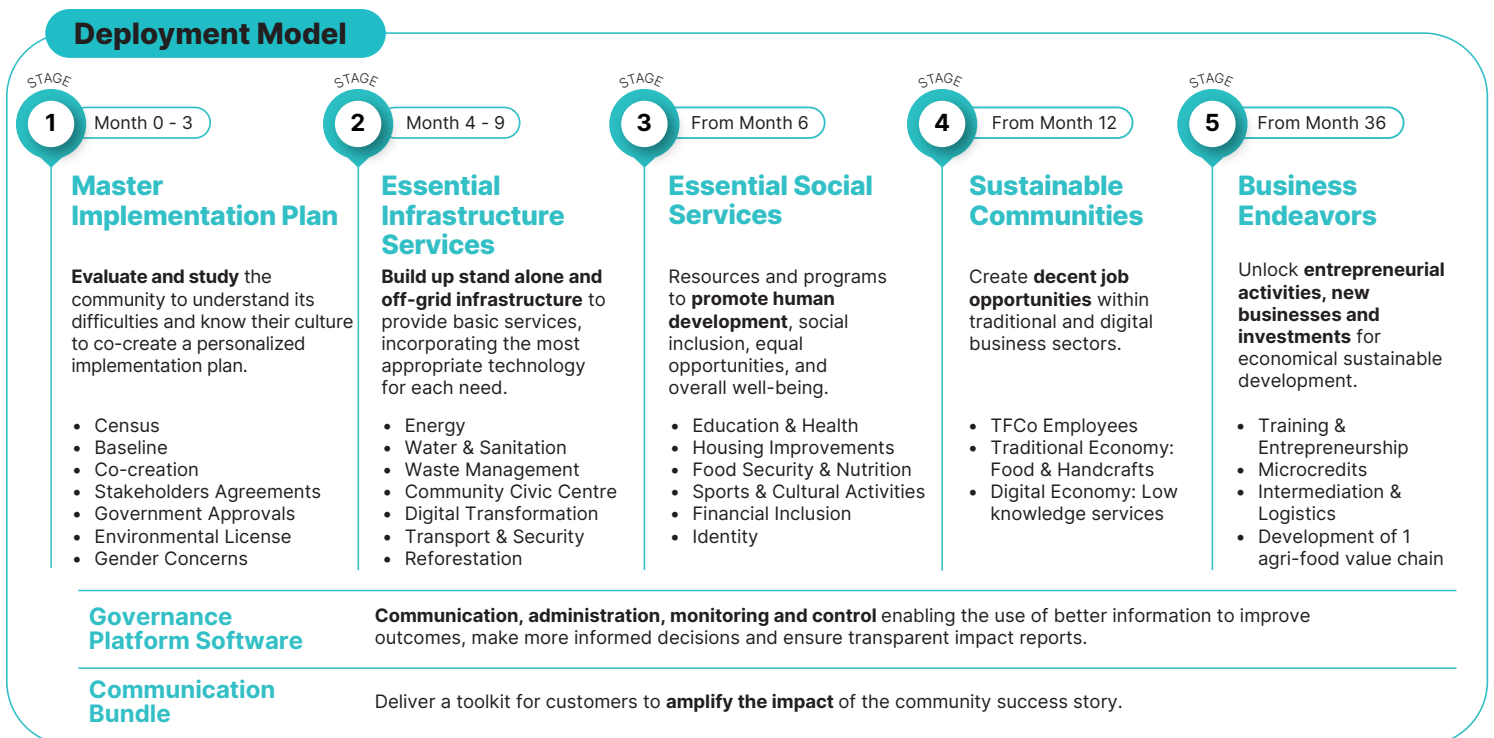 Deployment Model
STAGE
1
Month 0 - 3
Master
Implementation Plan
Evaluate and study the
community to understand its
difficulties and know their culture
to co-create a personalized
implementation plan.
• Census
• Baseline
• Co-creation
• Stakeholders Agreements
• Government Approvals
• Environmental License
• Gender Concerns
STAGE
2
Month 4 - 9
Essential
Infrastructure
Services
Build up stand alone and
off-grid infrastructure to
provide basic services,
incorporating the most
appropriate technology
for each need.
• Energy
• Water & Sanitation
• Waste Management
• Community Civic Centre
• Digital Transformation
• Transport & Security
• Reforestation
STAGE
3
From Month 6
Essential Social
Services
Resources and programs
to promote human
development, social
inclusion, equal
opportunities, and
overall well-being.
• Education & Health
• Housing Improvements
• Food Security & Nutrition
• Sports & Cultural Activities
• Financial Inclusion
• Identity
STAGE
4
From Month 12
Sustainable
Communities
Create decent job
opportunities within
traditional and digital
business sectors.
• TFCo Employees
• Traditional Economy:
Food & Handcrafts
• Digital Economy: Low
knowledge services
STAGE
5
From Month 36
Business
Endeavors
Unlock entrepreneurial
activities, new
businesses and
investments for
economical sustainable
development.
• Training &
Entrepreneurship
• Microcredits
• Intermediation &
Logistics
• Development of 1
agri-food value chain
Governance
Platform Software
Communication, administration, monitoring and control enabling the use of better information to improve
outcomes, make more informed decisions and ensure transparent impact reports.
Communication
Bundle
Deliver a toolkit for customers to amplify the impact of the community success story.